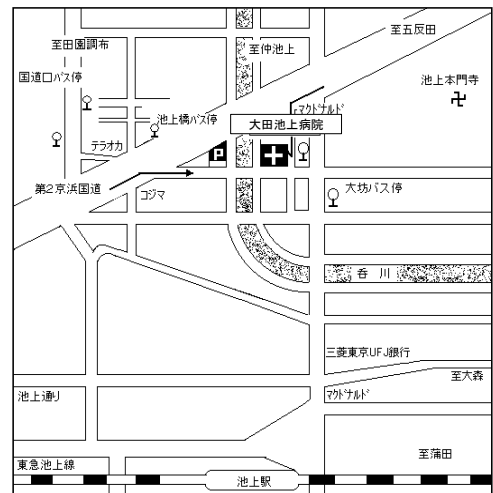 至五反田
至田園調布
至仲池上
国道口バス停
池上本門寺
マクドナルド
池上橋バス停
大田池上病院
テラオカ
P
第2京浜国道
コジマ
大坊バス停
呑川
三菱東京UFJ銀行
至大森
池上通り
マクドナルド
至蒲田
東急池上線
池上駅